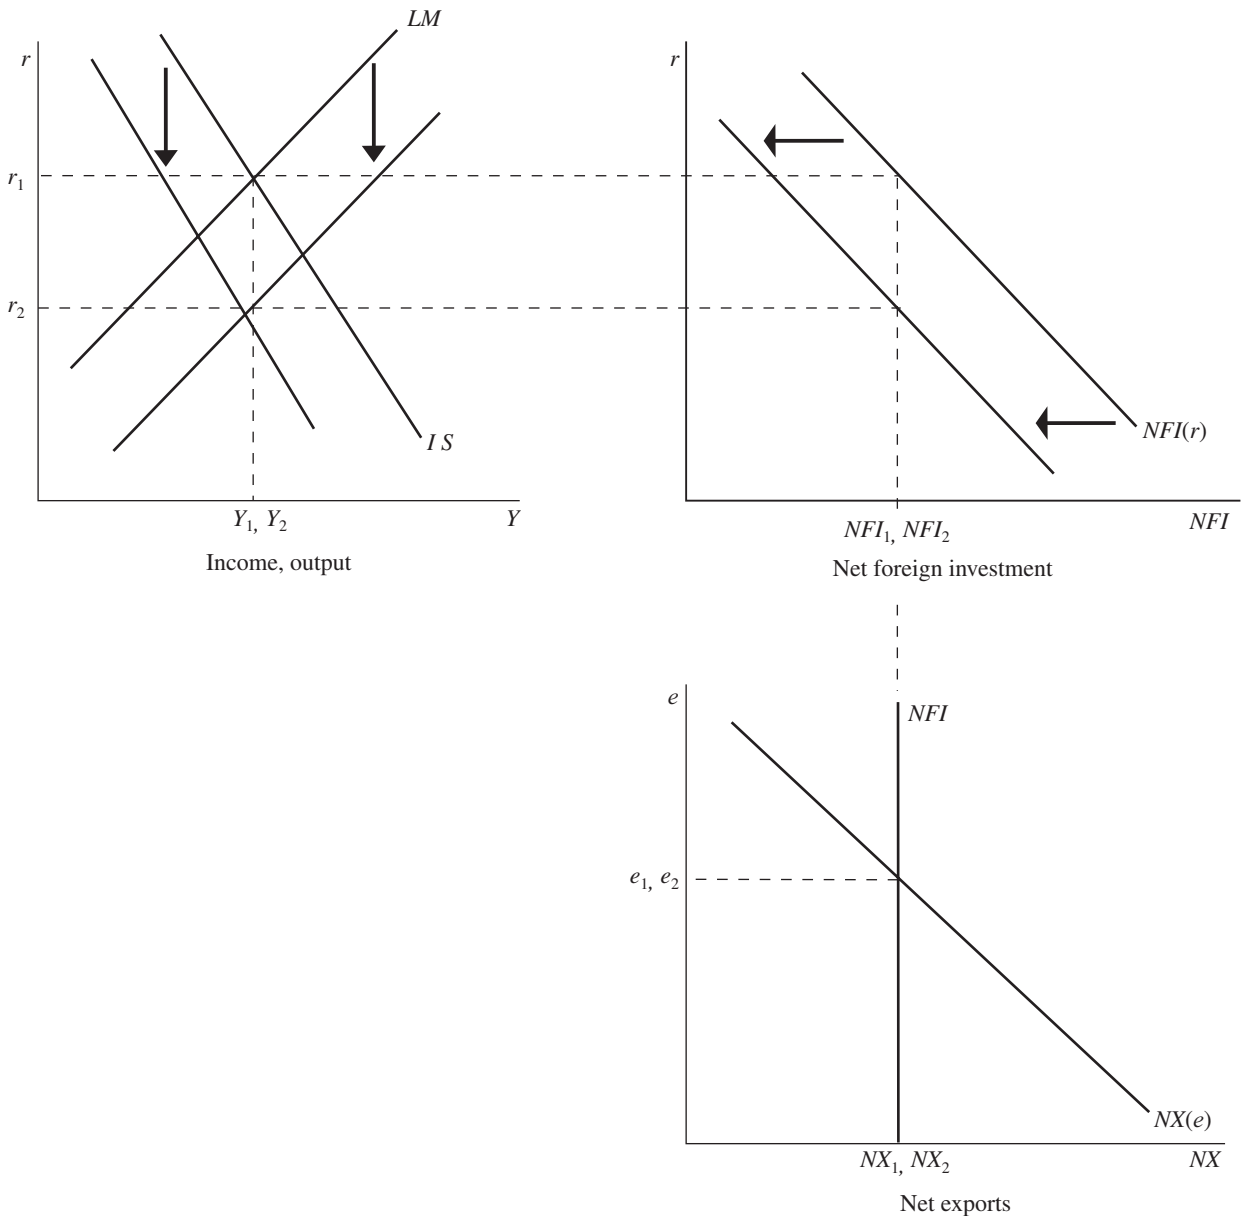 LM
r
r1
r2
I S
Y1, Y2
Y
Income, output
r
NFI(r)
NFI1, NFI2
NFI
Net foreign investment
e
NFI
e1, e2
NX(e)
NX1, NX2
NX
Net exports